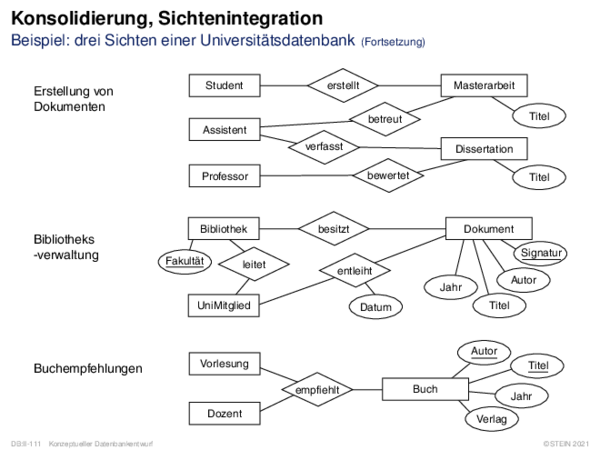 Konsolidierung, Sichtenintegration
Beispiel: drei Sichten einer Universitätsdatenbank (Fortsetzung)
Erstellung von
Dokumenten
Student
erstellt
Masterarbeit
Titel
Assistent
betreut
verfasst
Dissertation
Professor
bewertet
Titel
Bibliotheks
-verwaltung
Bibliothek
besitzt
Dokument
Fakultät
leitet
entleiht
Signatur
Autor
Jahr
Titel
UniMitglied
Datum
Buchempfehlungen
Vorlesung
Dozent
empfiehlt
Buch
Autor
Titel
Jahr
Verlag
DB:II-111 Konzeptueller Datenbankentwurf
©STEIN 2021